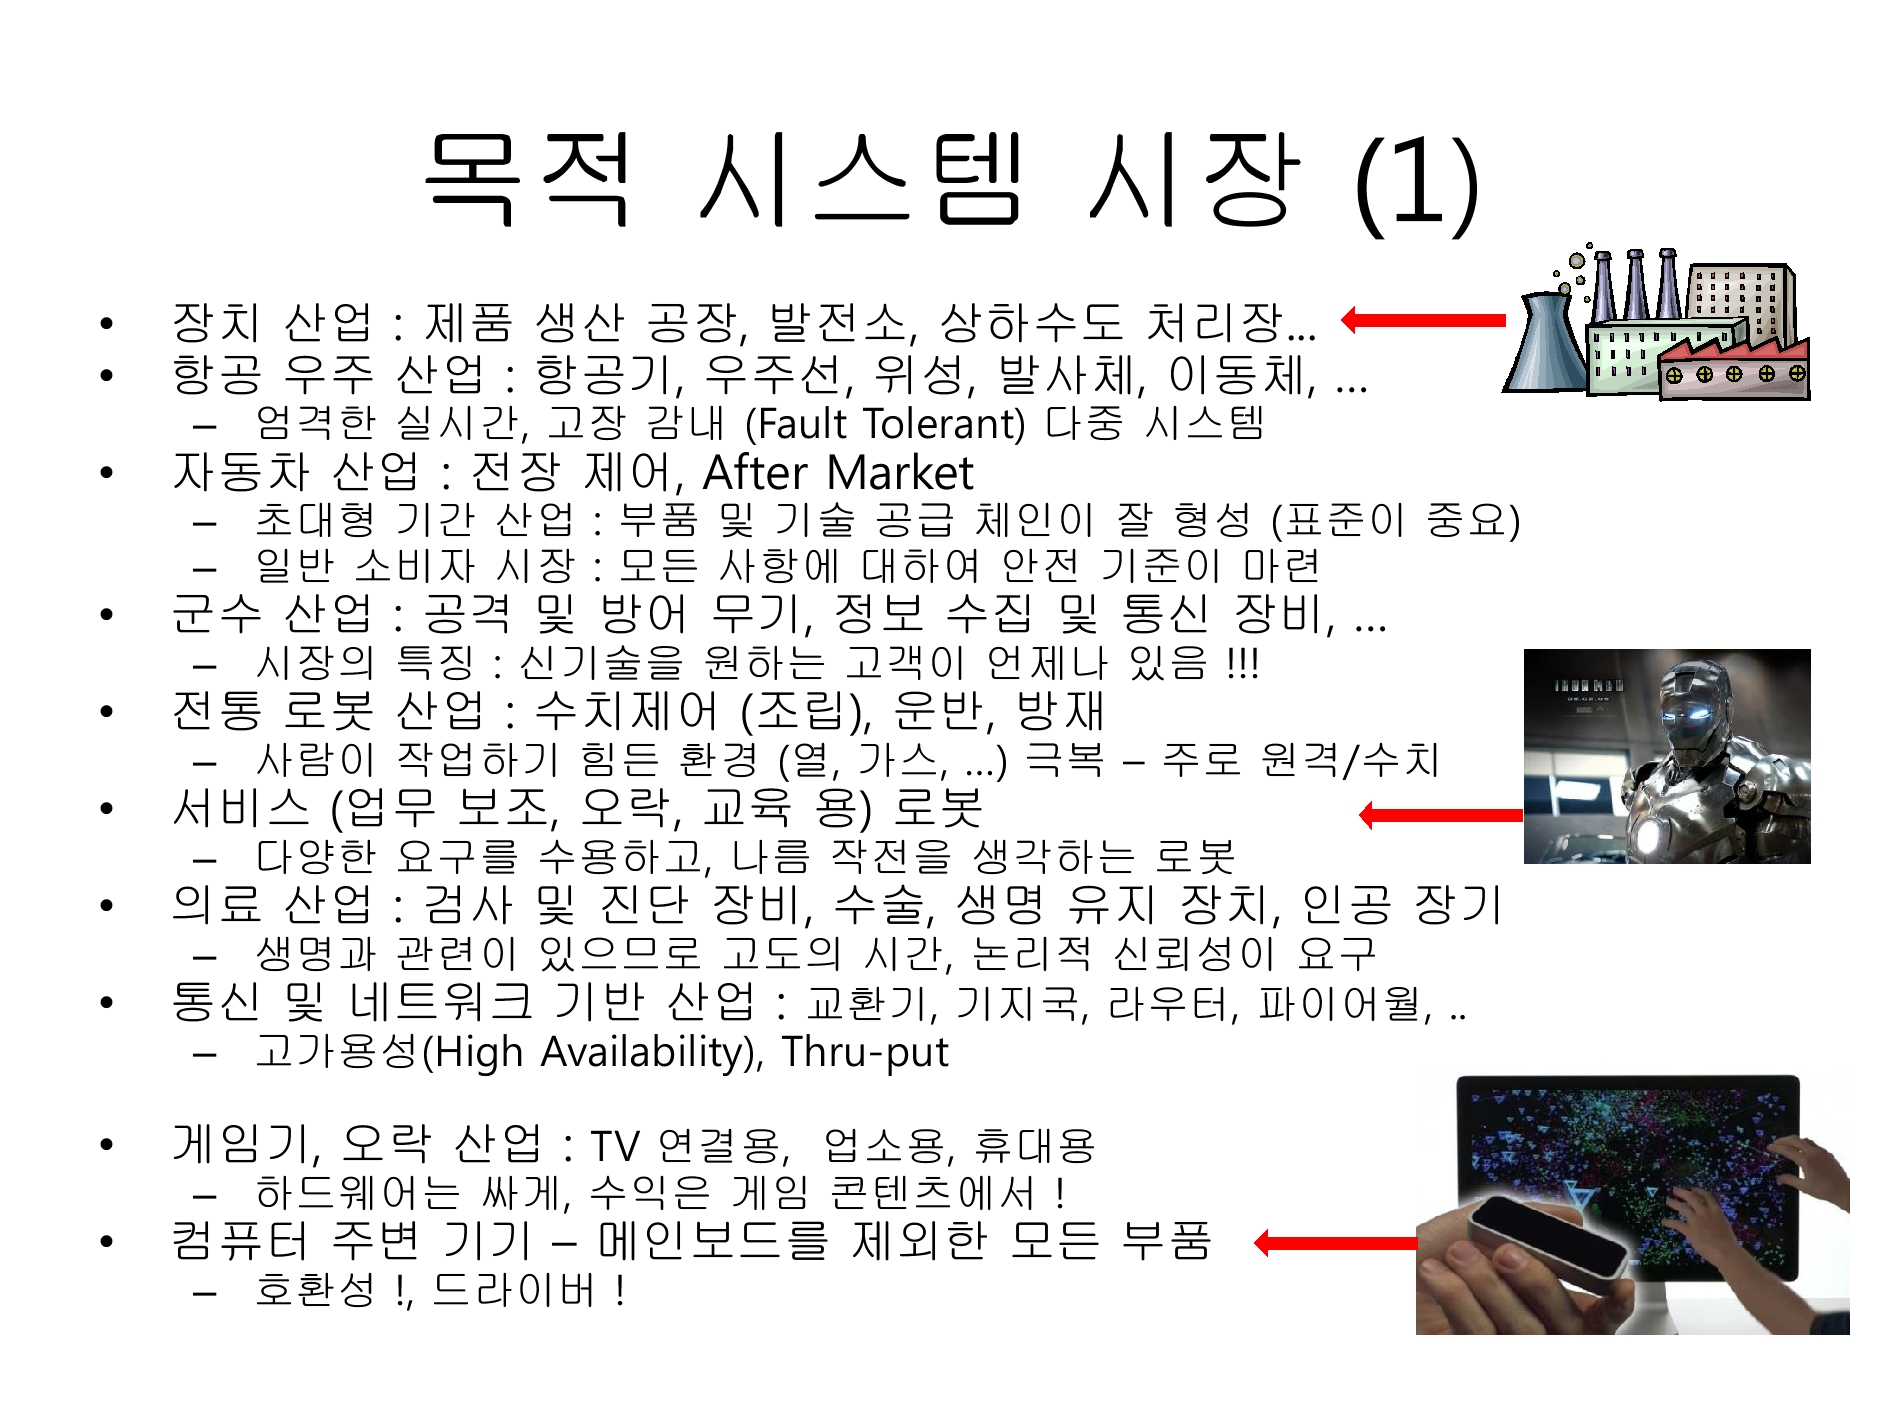 목적 시스템 시장 (1)
• 장치 산업 : 제품 생산 공장, 발전소, 상하수도 처리장...
• 항공 우주 산업 : 항공기, 우주선, 위성, 발사체, 이동체, ...
– 엄격한 실시간, 고장 감내 (Fault Tolerant) 다중 시스템
• 자동차 산업 : 전장 제어, After Market
– 초대형 기간 산업 : 부품 및 기술 공급 체인이 잘 형성 (표준이 중요)
– 일반 소비자 시장 : 모든 사항에 대하여 안전 기준이 마련
• 군수 산업 : 공격 및 방어 무기, 정보 수집 및 통신 장비, ...
– 시장의 특징 : 신기술을 원하는 고객이 언제나 있음 !!!
• 전통 로봇 산업 : 수치제어 (조립), 운반, 방재
– 사람이 작업하기 힘든 환경 (열, 가스, ...) 극복 – 주로 원격/수치
IRON MAN
• 서비스 (업무 보조, 오락, 교육 용) 로봇
– 다양한 요구를 수용하고, 나름 작전을 생각하는 로봇
• 의료 산업 : 검사 및 진단 장비, 수술, 생명 유지 장치, 인공 장기
– 생명과 관련이 있으므로 고도의 시간, 논리적 신뢰성이 요구
• 통신 및 네트워크 기반 산업 : 교환기, 기지국, 라우터, 파이어월, ..
– 고가용성(High Availability), Thru-put
• 게임기, 오락 산업 : TV 연결용, 업소용, 휴대용
– 하드웨어는 싸게, 수익은 게임 콘텐츠에서 !
• 컴퓨터 주변 기기 – 메인보드를 제외한 모든 부품
– 호환성 !, 드라이버 !